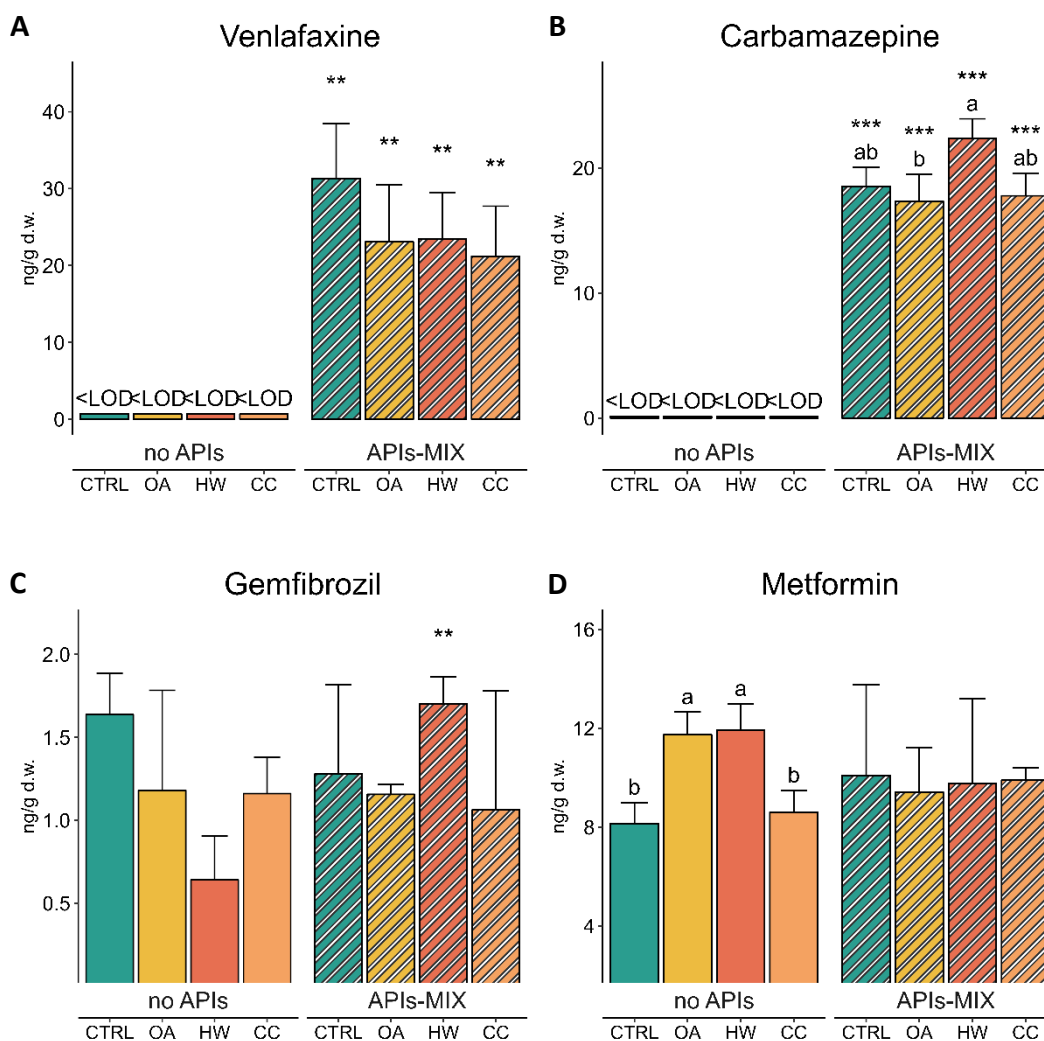 A
Venlafaxine
ng/g d.w.
40
30
20
10
0
<LOD <LOD <LOD <LOD
** ** ** **
no APIs APIs-MIX
CTRL OA HW CC CTRL OA HW CC
B
Carbamazepine
ng/g d.w.
20
10
0
<LOD <LOD <LOD <LOD
*** *** *** ***
ab b a ab
no APIs APIs-MIX
CTRL OA HW CC CTRL OA HW CC
C
Gemfibrozil
ng/g d.w.
2.0
1.5
1.0
0.5
**
no APIs APIs-MIX
CTRL OA HW CC CTRL OA HW CC
D
Metformin
ng/g d.w.
16
12
8
4
b a a b
no APIs APIs-MIX
CTRL OA HW CC CTRL OA HW CC